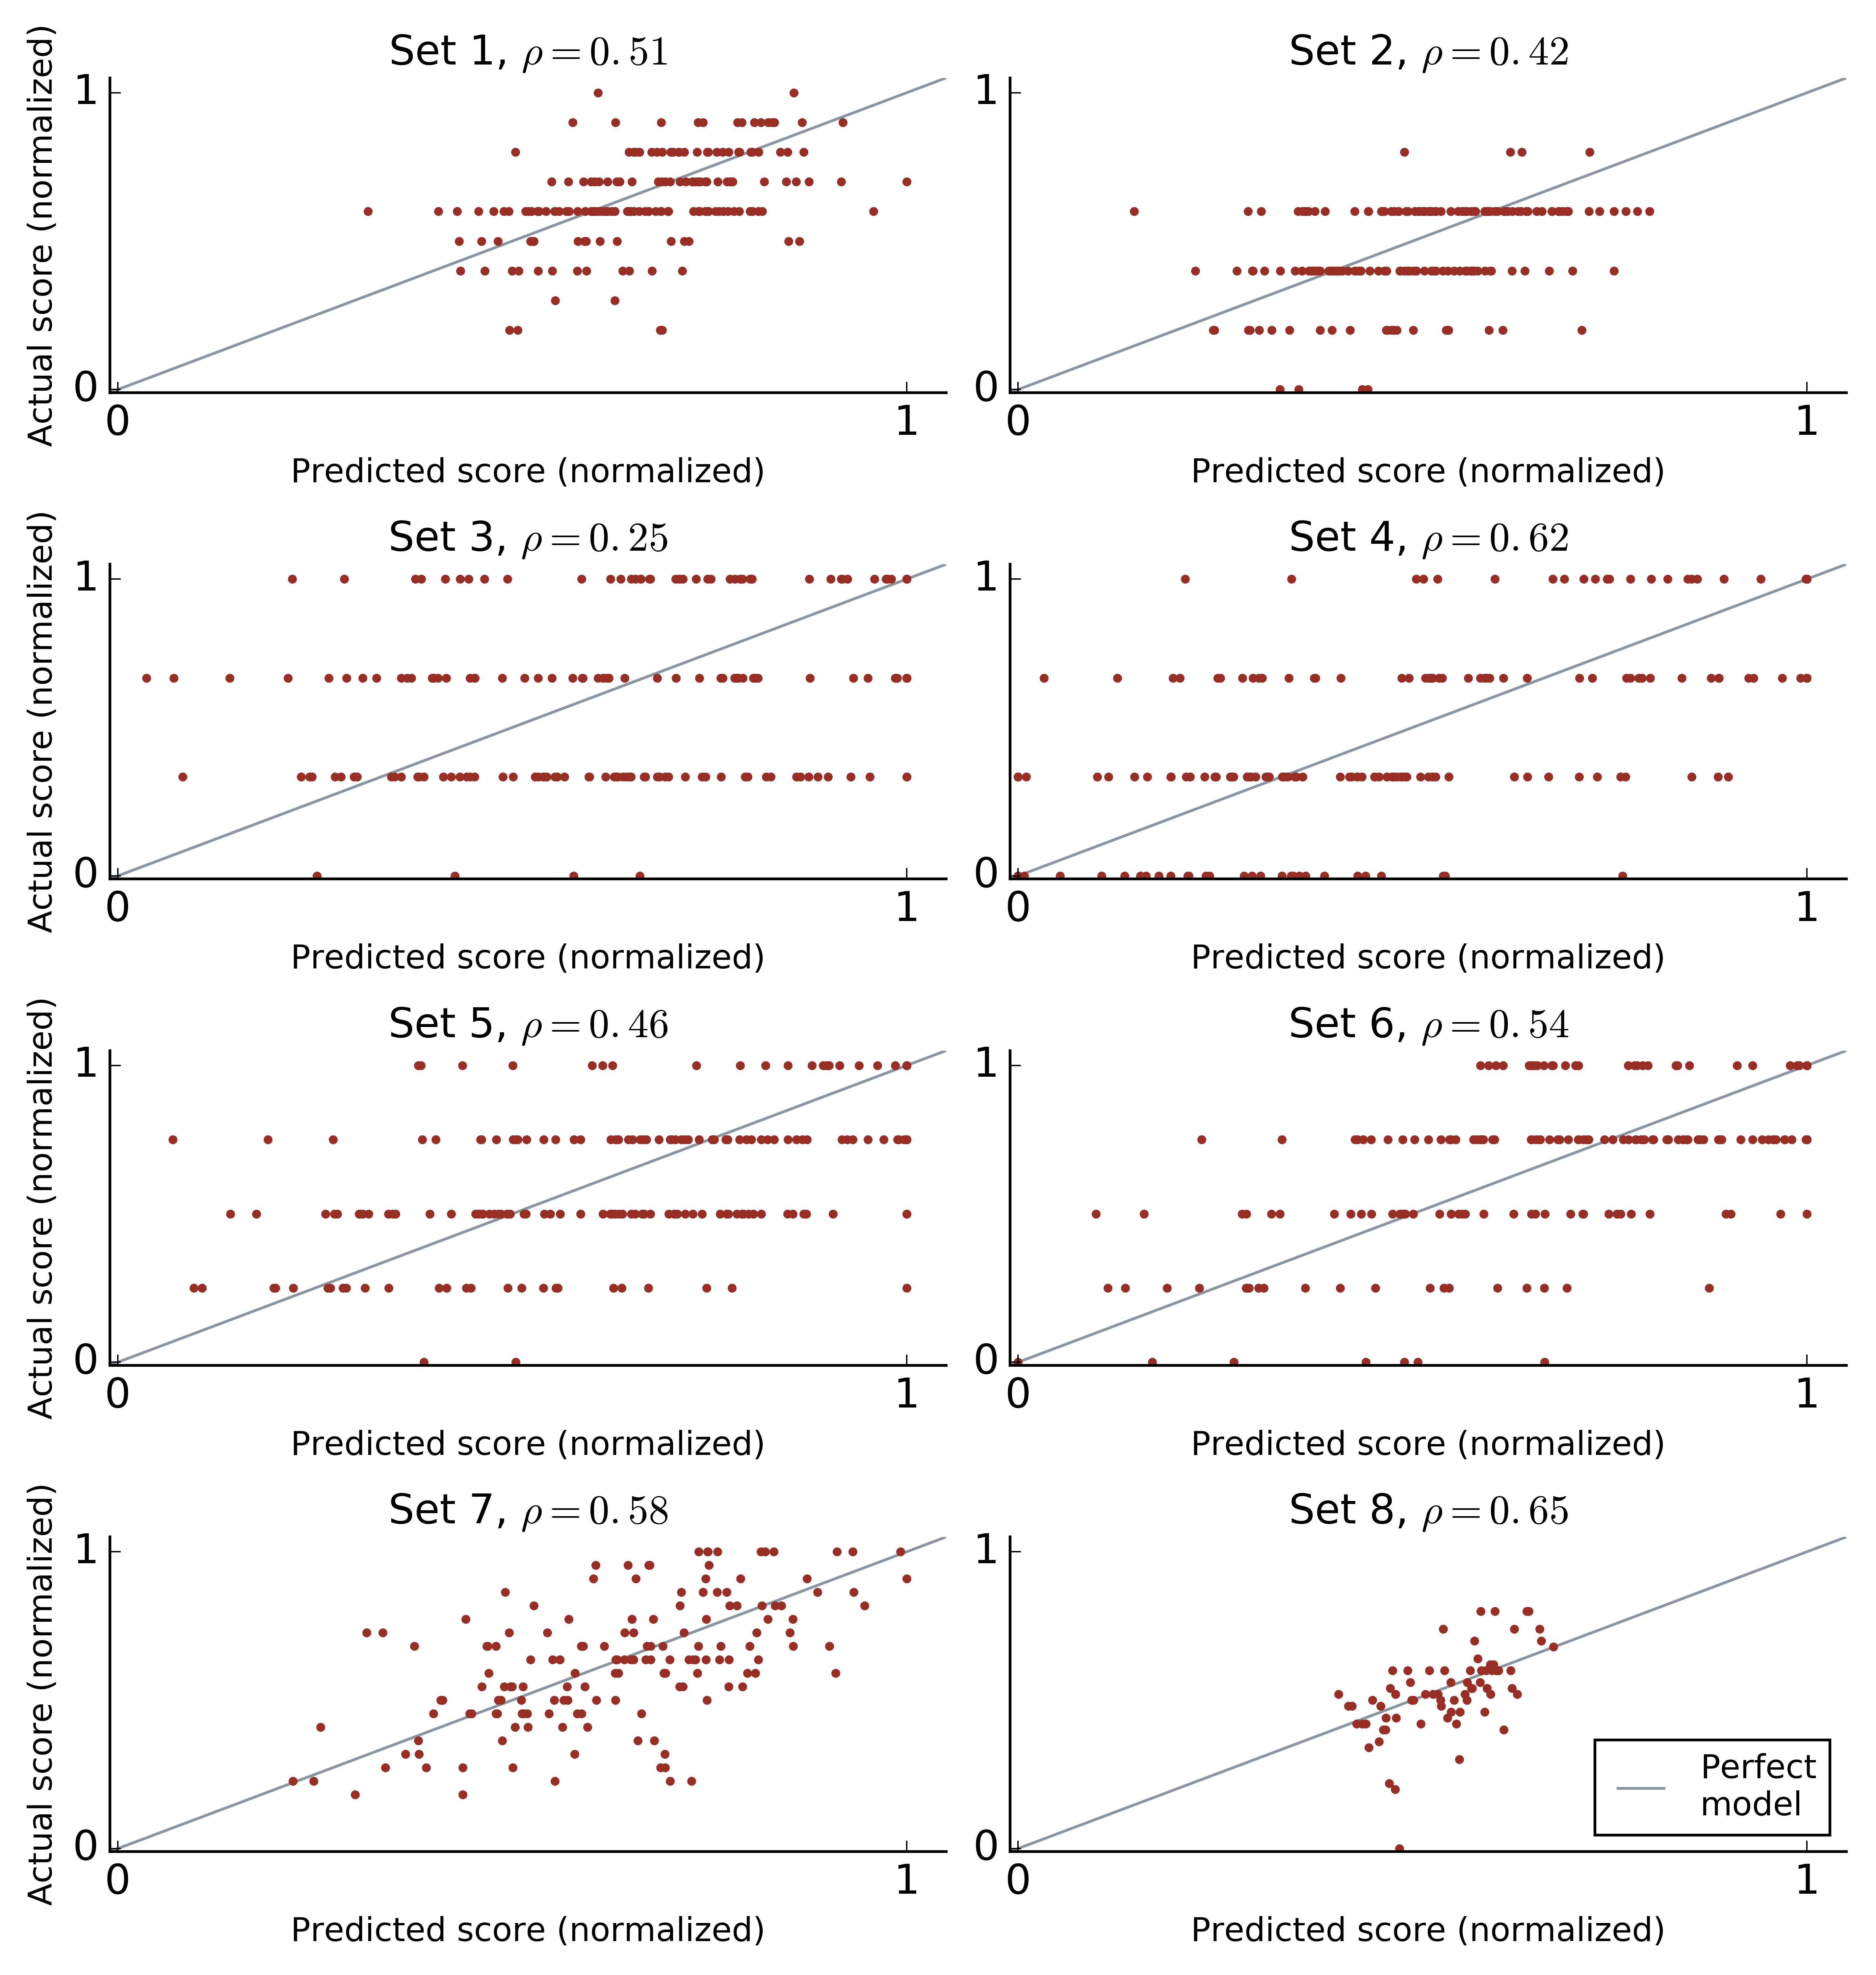 Set 1, ρ = 0.51
Actual score (normalized)
1
0
0
1
Predicted score (normalized)
Set 2, ρ = 0.42
1
0
0
1
Predicted score (normalized)
Set 3, ρ = 0.25
Actual score (normalized)
1
0
0
1
Predicted score (normalized)
Set 4, ρ = 0.62
1
0
0
1
Predicted score (normalized)
Set 5, ρ = 0.46
Actual score (normalized)
1
0
0
1
Predicted score (normalized)
Set 6, ρ = 0.54
1
0
0
1
Predicted score (normalized)
Set 7, ρ = 0.58
Actual score (normalized)
1
0
0
1
Predicted score (normalized)
Set 8, ρ = 0.65
1
0
0
1
Predicted score (normalized)
Perfect
model